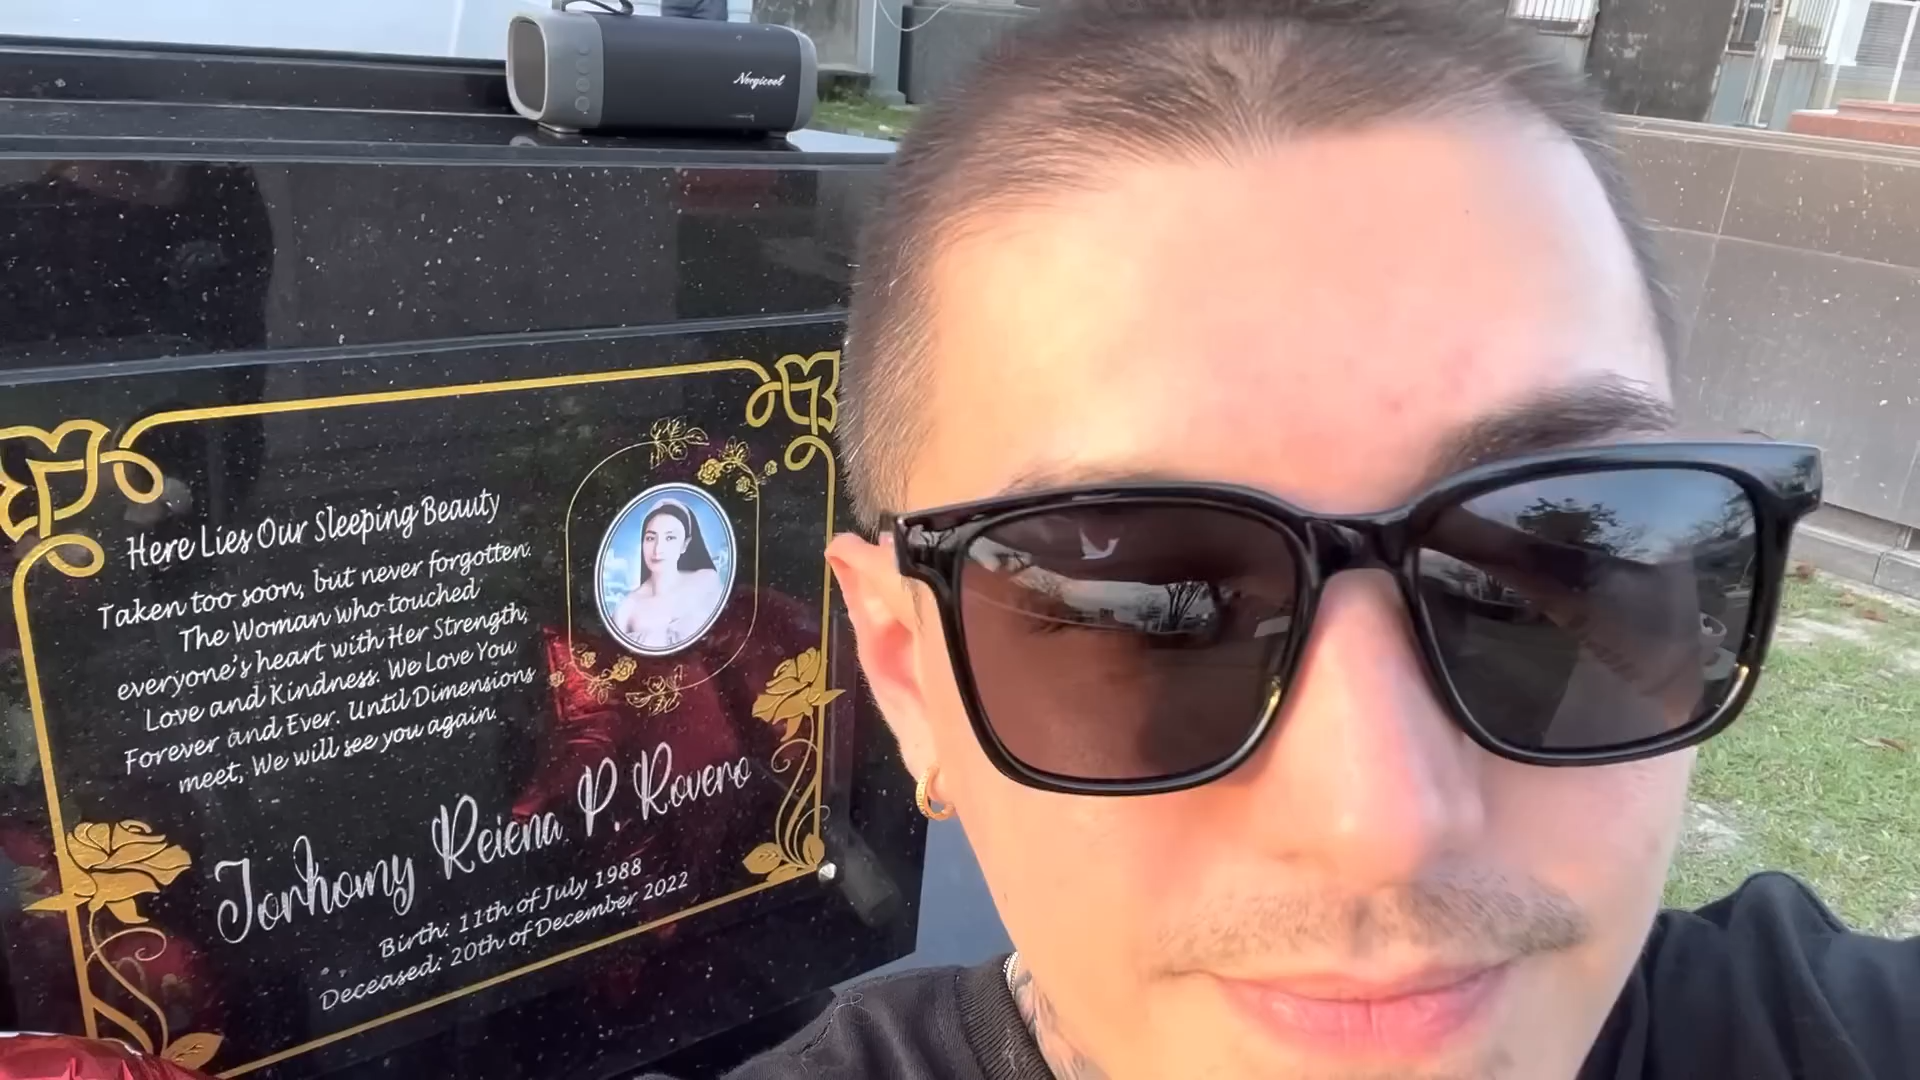 Norgicool
Here Lies Our Sleeping Beauty
Taken too soon, but never forgotten.
The Woman who touched
everyone's heart with Her Strength,
Love and Kindness. We Love You
Forever and Ever. Until Dimensions
meet, We will see you again.
Jorhomy Reiena P. Rovero
Birth: 11th of July 1988
Deceased: 20th of December 2022